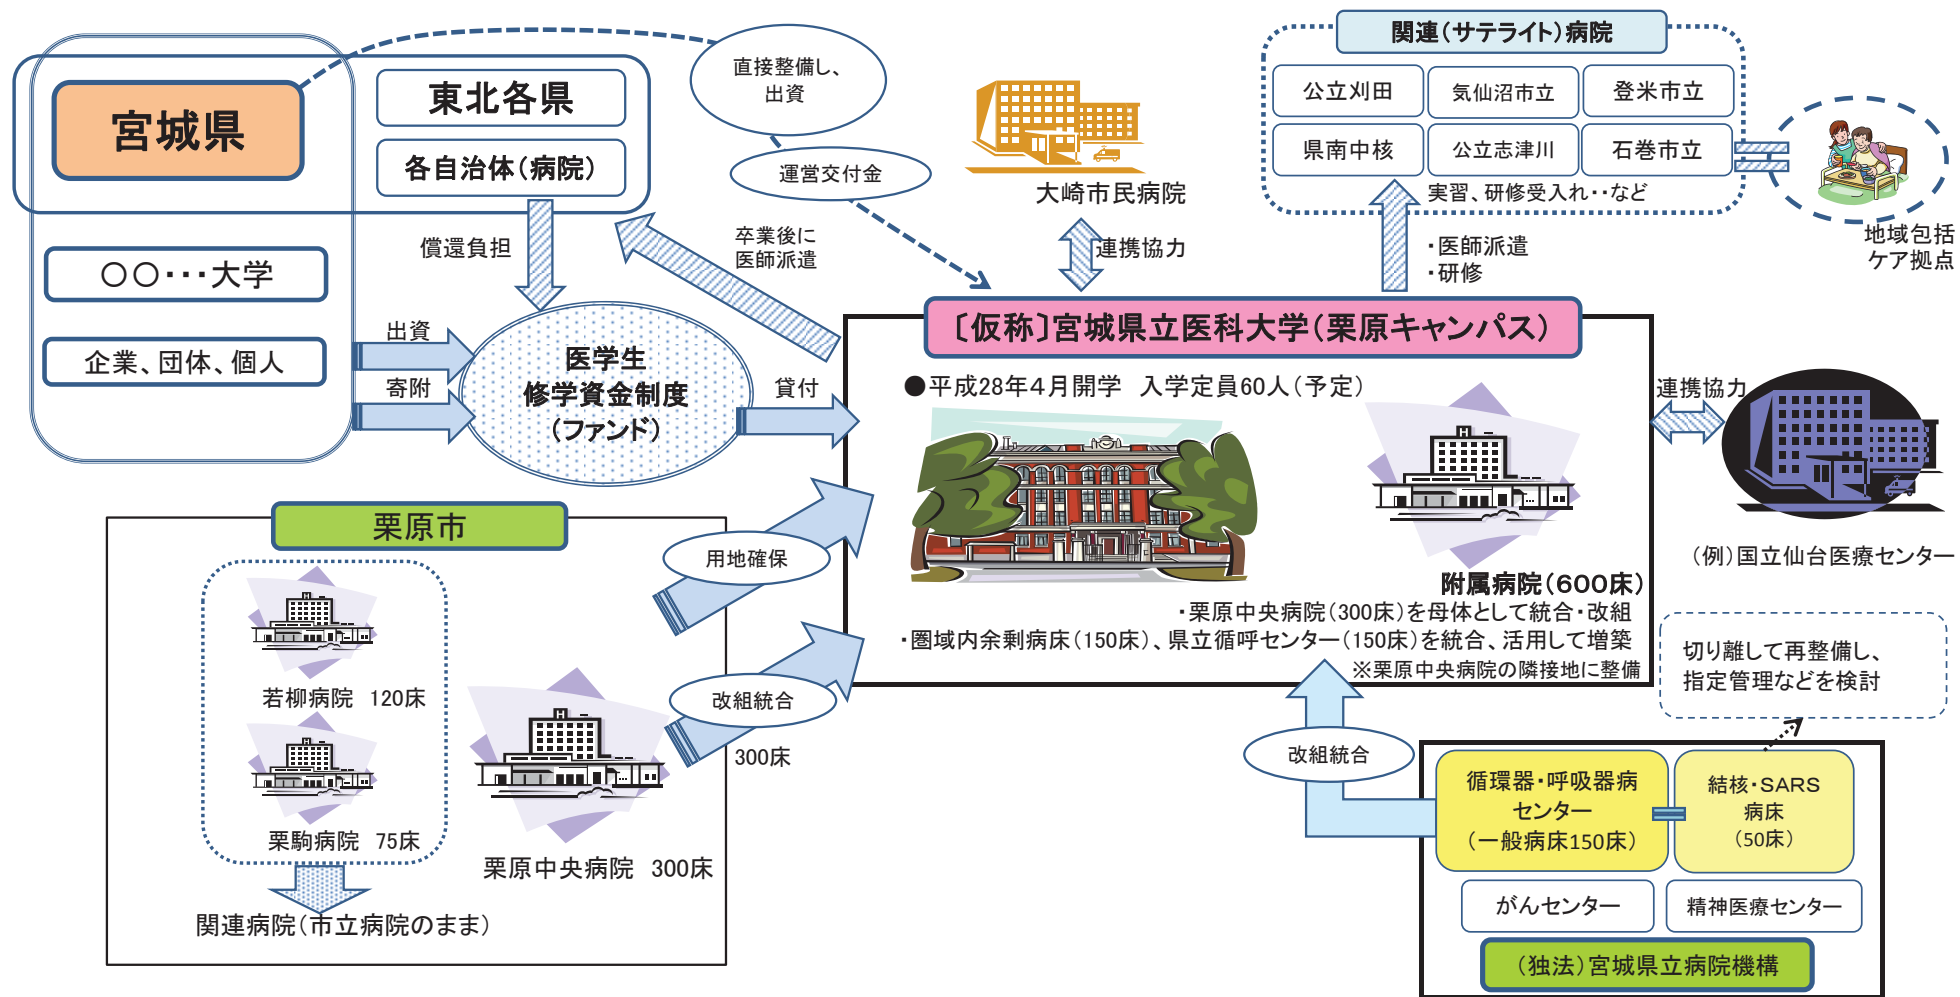 宮城県
東北各県
各自治体（病院）
〇〇・・・大学
企業、団体、個人
償還負担
出資
寄附
医学生
修学資金制度
（ファンド）
貸付
卒業後に
医師派遣
直接整備し、
出資
運営交付金
大崎市民病院
連携協力
関連（サテライト）病院
公立刈田
気仙沼市立
登米市立
県南中核
公立志津川
石巻市立
実習、研修受入れ・・など
・医師派遣
・研修
地域包括
ケア拠点
〔仮称〕宮城県立医科大学（栗原キャンパス）
●平成28年４月開学　入学定員60人（予定）
附属病院（600床）
・栗原中央病院（300床）を母体として統合・改組
・圏域内余剰病床（150床）、県立循呼センター（150床）を統合、活用して増築
※栗原中央病院の隣接地に整備
連携協力
（例）国立仙台医療センター
栗原市
若柳病院　120床
栗駒病院　75床
栗原中央病院　300床
関連病院（市立病院のまま）
用地確保
改組統合
300床
改組統合
切り離して再整備し、
指定管理などを検討
循環器・呼吸器病
センター
（一般病床150床）
結核・SARS
病床
（50床）
がんセンター
精神医療センター
（独法）宮城県立病院機構